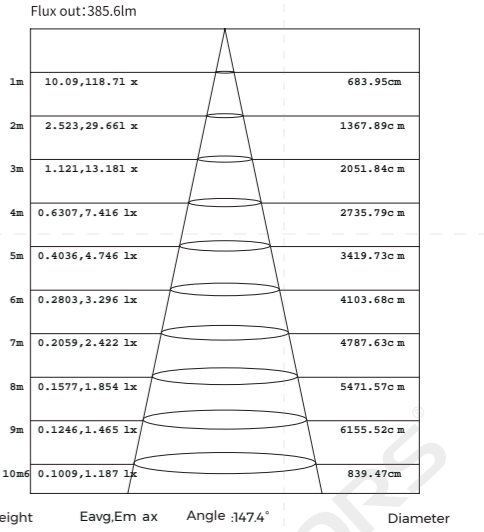 Flux out:385.6lm
1m 10.09,118.71 x 683.95cm
2m 2.523,29.661 x 1367.89c m
3m 1.121,13.181 x 2051.84c m
4m 0.6307,7.416 lx 2735.79c m
5m 0.4036,4.746 lx 3419.73c m
6m 0.2803,3.296 lx 4103.68c m
7m 0.2059,2.422 lx 4787.63c m
8m 0.1577,1.854 lx 5471.57c m
9m 0.1246,1.465 lx 6155.52c m
10m6 0.1009,1.187 lx 839.47cm
eight Eavg,Em ax Angle :147.4° Diameter
ORS ®